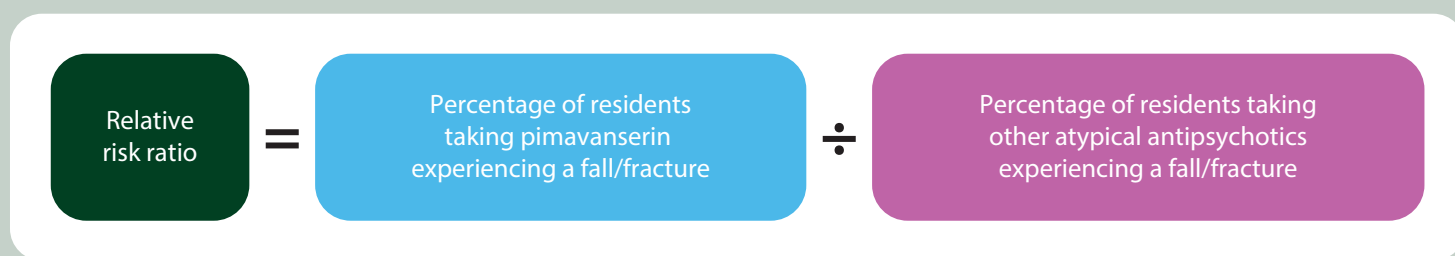 Relative
risk ratio
=
Percentage of residents
taking pimavanserin
experiencing a fall/fracture
÷
Percentage of residents taking
other atypical antipsychotics
experiencing a fall/fracture